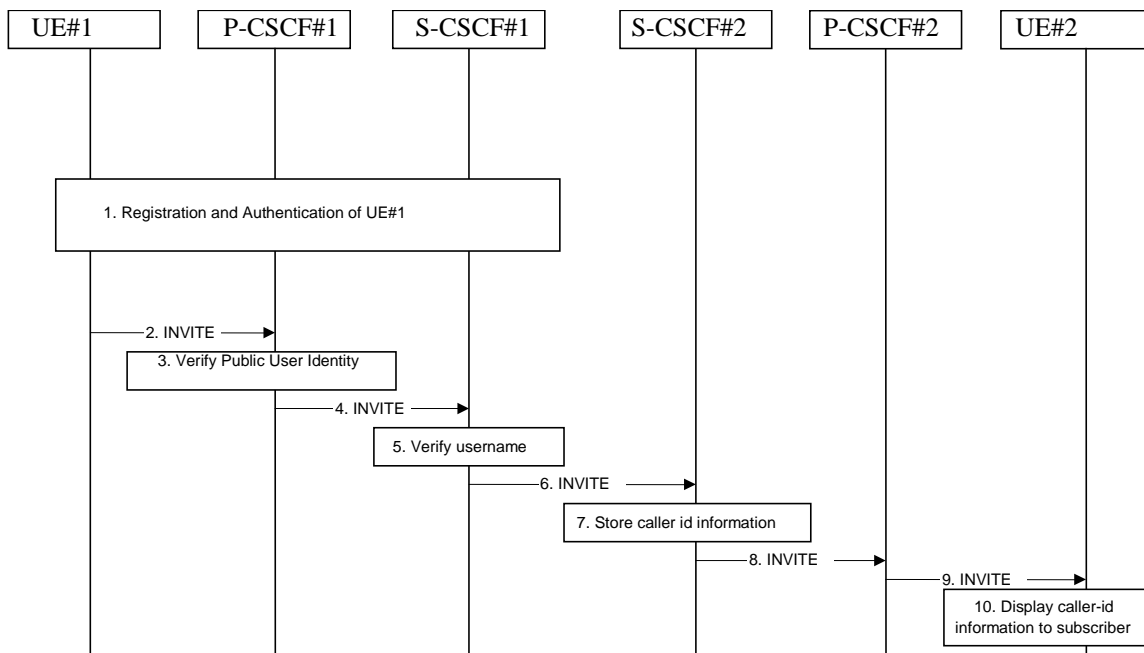 UE#1
P-CSCF#1
S-CSCF#1
S-CSCF#2
P-CSCF#2
UE#2
1. Registration and Authentication of UE#1
2. INVITE
3. Verify Public User Identity
4. INVITE
5. Verify username
6. INVITE
7. Store caller id information
8. INVITE
9. INVITE
10. Display caller-id
information to subscriber